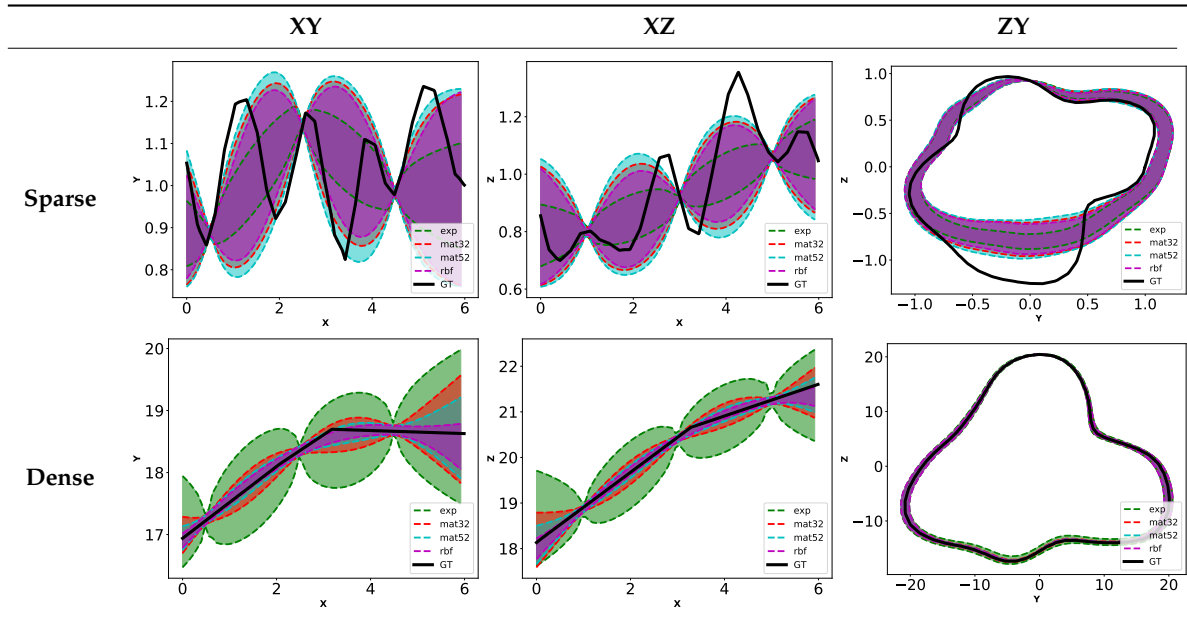 XY XZ ZY
Sparse
Y
1.2
1.1
1.0
0.9
0.8
0 2 4 6
X
exp
mat32
mat52
rbf
GT
Z
1.2
1.0
0.8
0.6
0 2 4 6
X
exp
mat32
mat52
rbf
GT
Z
1.0
0.5
0.0
−0.5
−1.0
−1.0 −0.5 0.0 0.5 1.0
Y
exp
mat32
mat52
rbf
GT
Dense
Y
20
19
18
17
0 2 4 6
X
exp
mat32
mat52
rbf
GT
Z
22
21
20
19
18
0 2 4 6
X
exp
mat32
mat52
rbf
GT
Z
20
10
0
−10
−20 −10 0 10 20
Y
exp
mat32
mat52
rbf
GT